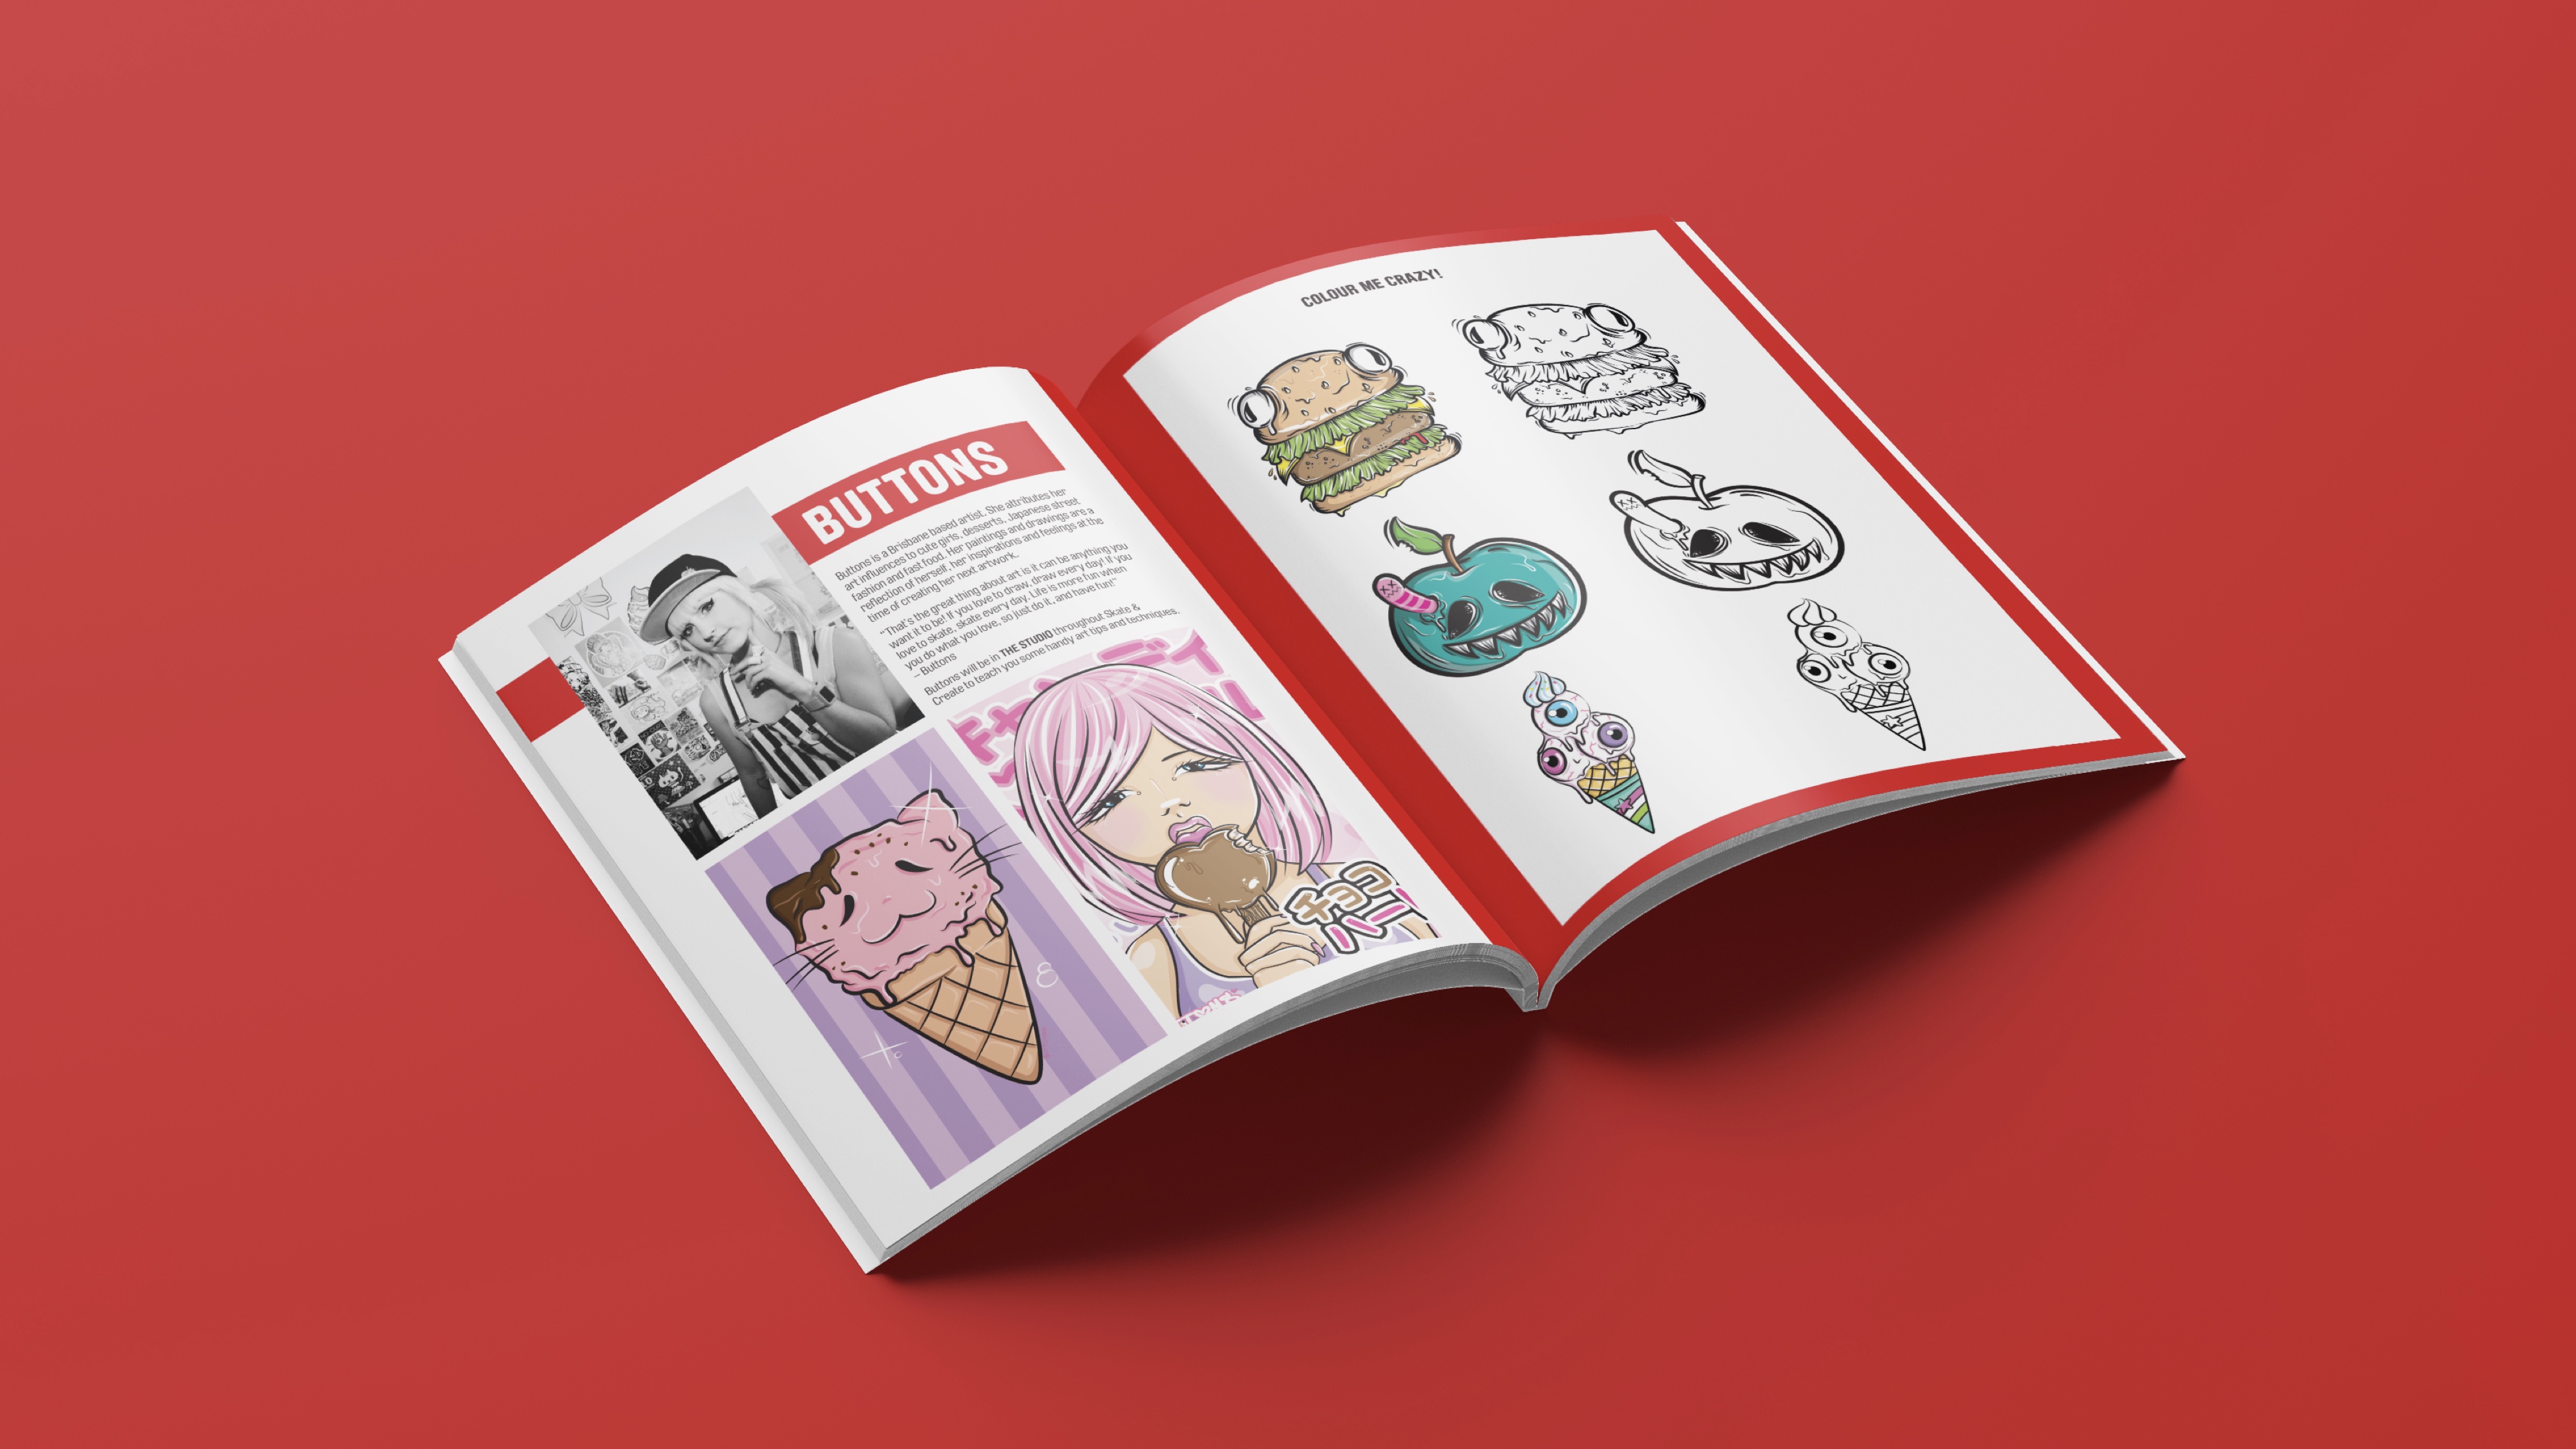 BUTTONS
Buttons is a Brisbane based artist. She attributes her
art influences to cute girls, desserts, Japanese street
fashion and fast food. Her paintings and drawings are a
reflection of herself, her inspirations and feelings at the
time of creating her next artwork.
"That's the great thing about art is it can be anything you
want it to be! If you love to draw, draw every day! If you
love to skate, skate every day. Life is more fun when
you do what you love, so just do it, and have fun!"
– Buttons
Buttons will be in THE STUDIO throughout Skate &
Create to teach you some handy art tips and techniques.
チョコ
ハート
COLOUR ME CRAZY!